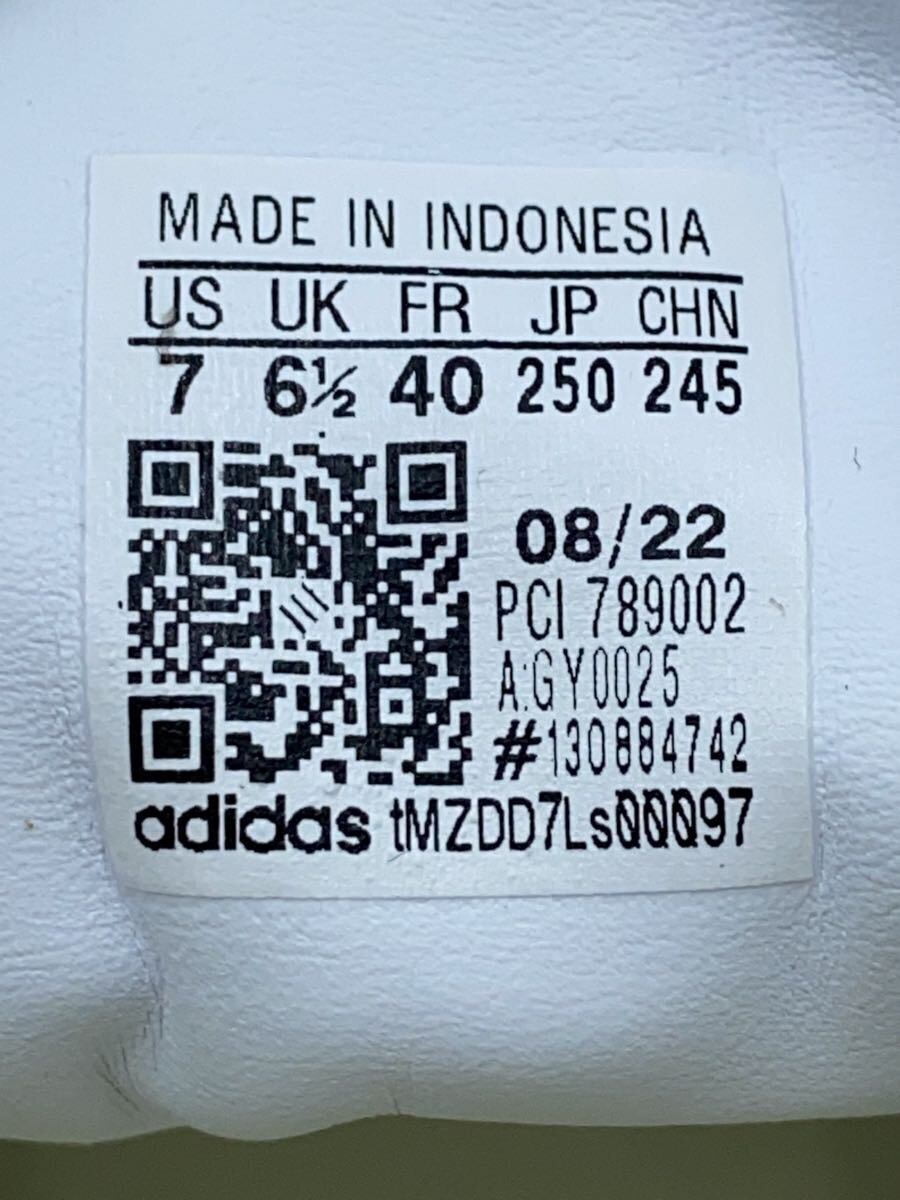 MADE IN INDONESIA
US UK FR JP CHN
7 6½ 40 250 245
08/22
PCI 789002
A:GY0025
#130884742
adidas tMZDD7Ls00097